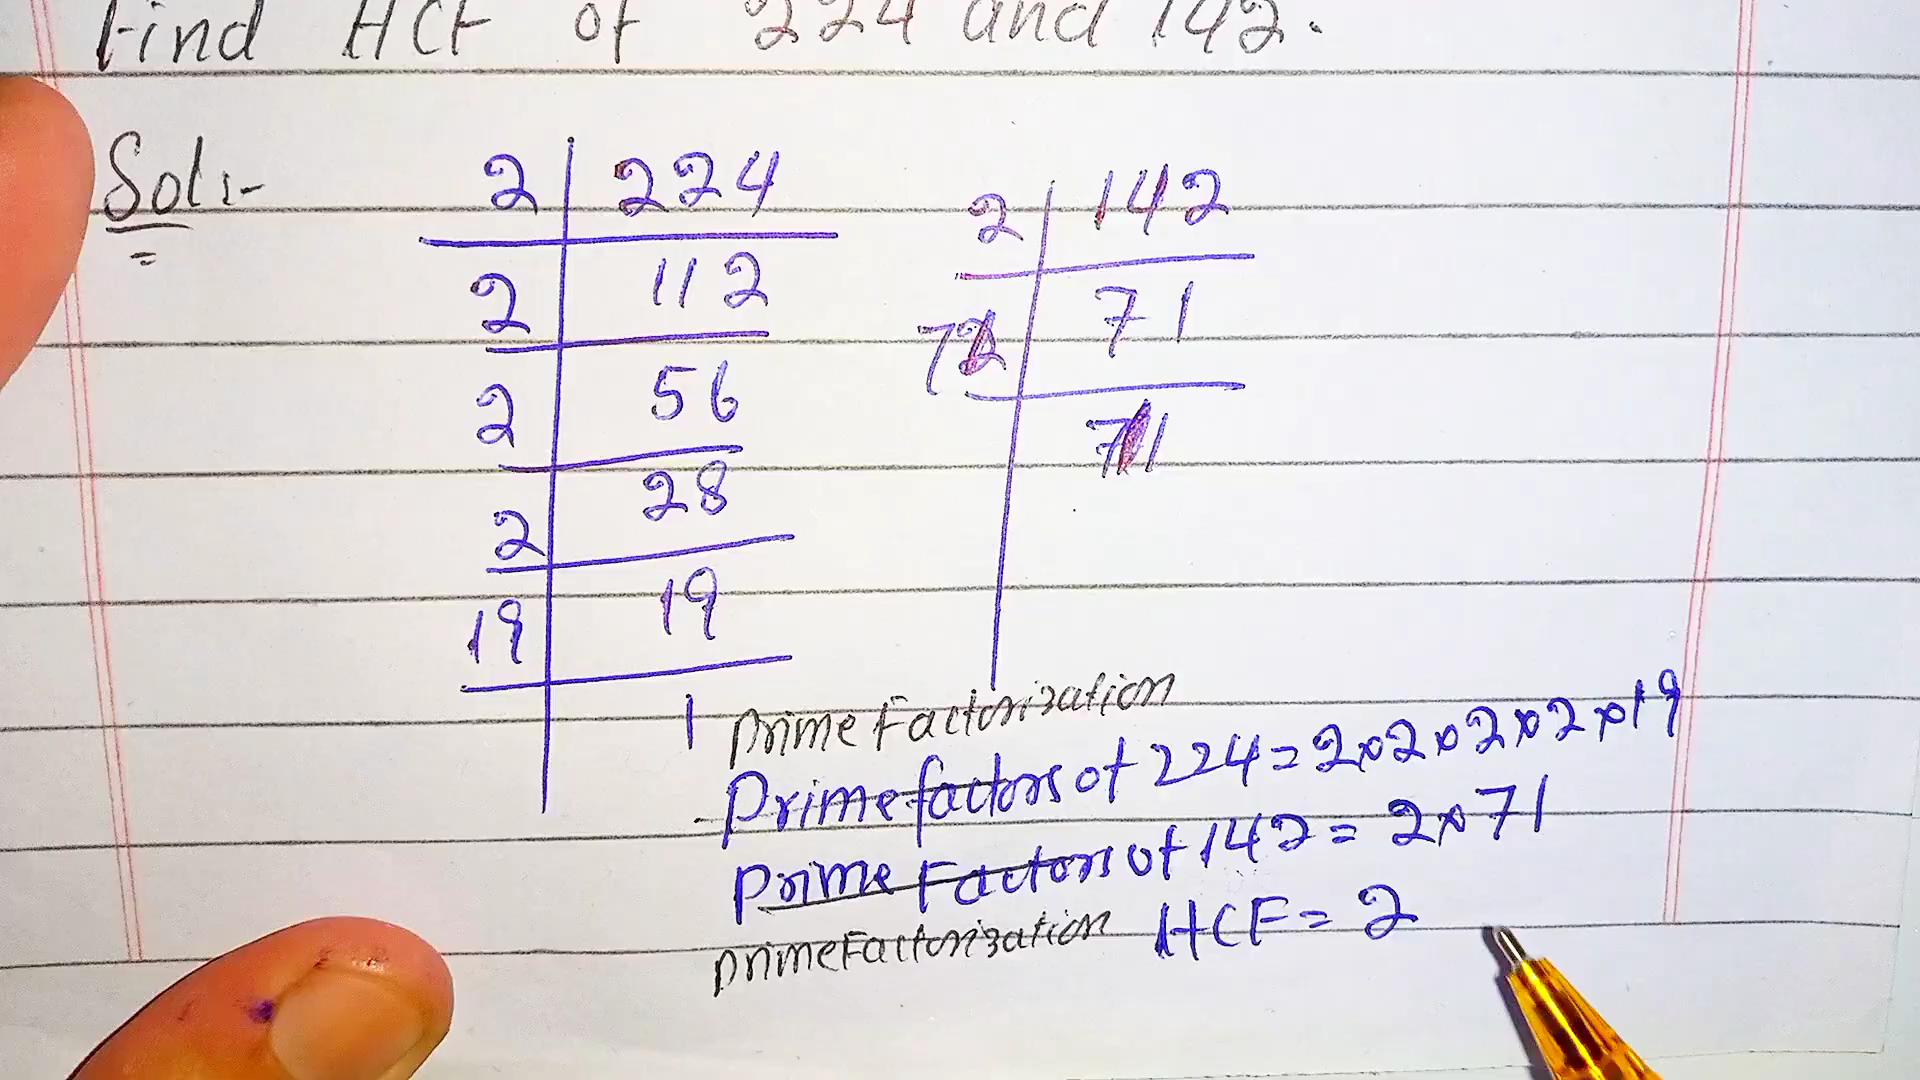 Find HCF of 224 and 142.
Sol:-
2 | 224
2 | 112
2 | 56
2 | 28
19 | 19
1
2 | 142
71
71
prime Factorization
Prime factors of 224 = 2×2×2×2×19
Prime Factors of 142 = 2×71
prime Factorization
HCF = 2